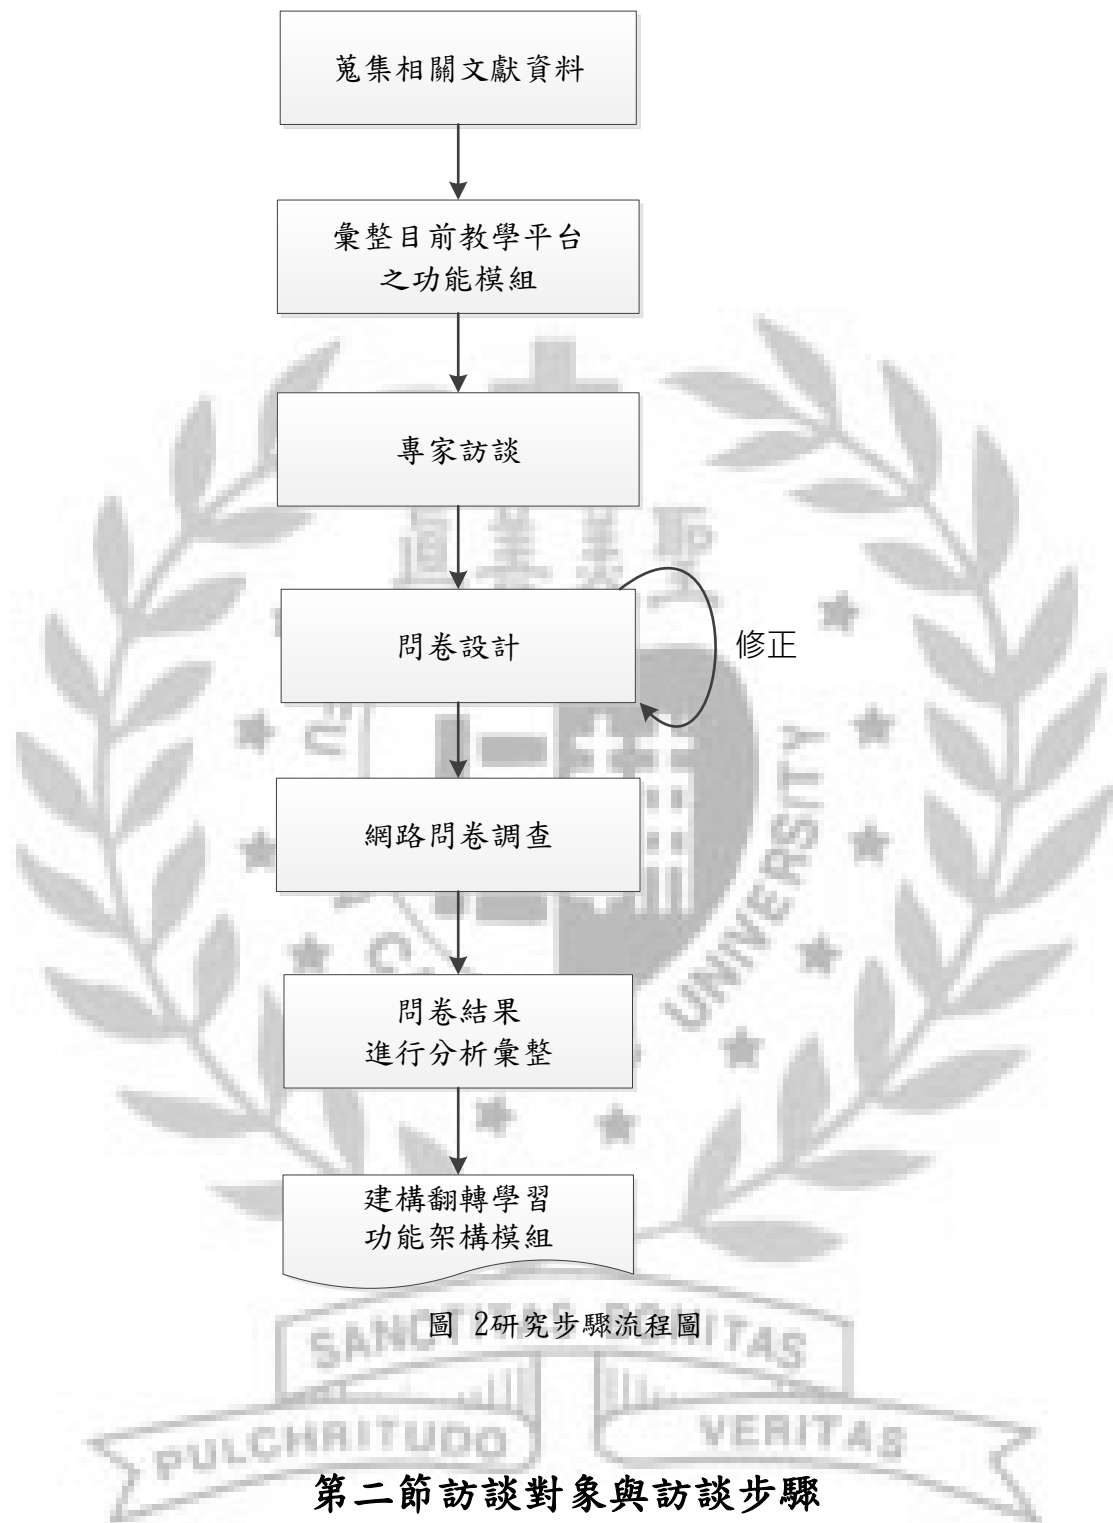 蒐集相關文獻資料
彙整目前教學平台
之功能模組
專家訪談
問卷設計
修正
網路問卷調查
問卷結果
進行分析彙整
建構翻轉學習
功能架構模組
圖 2研究步驟流程圖
UNIVERSITY
PULCHRITUDO
VERITAS
第二節訪談對象與訪談步驟